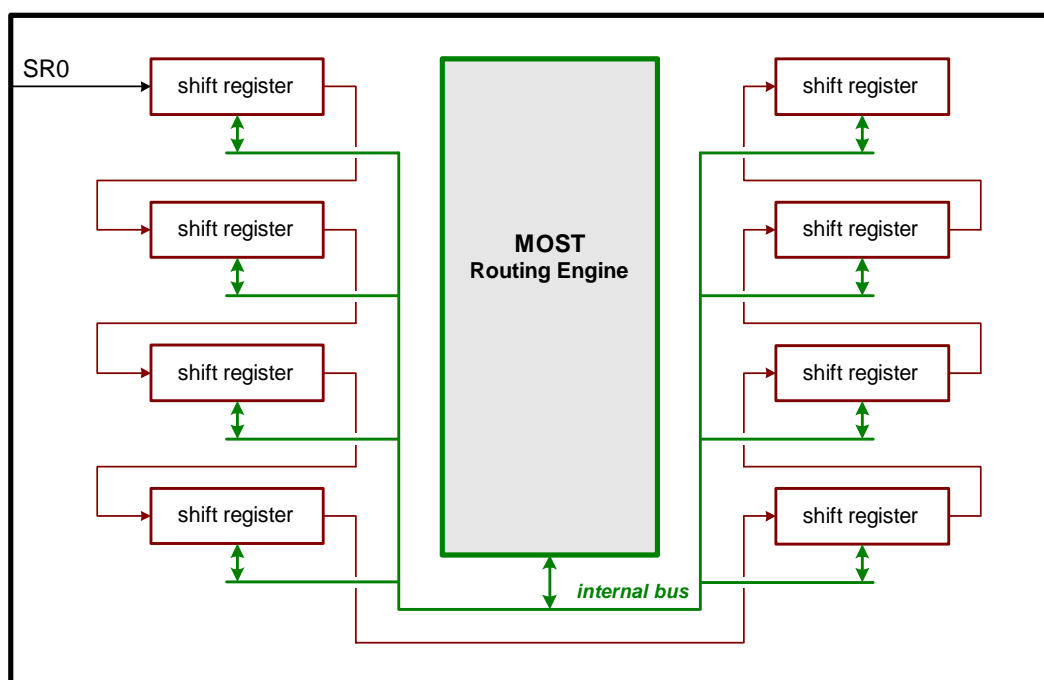 SR0
shift register
shift register
shift register
shift register
MOST
Routing Engine
internal bus
shift register
shift register
shift register
shift register